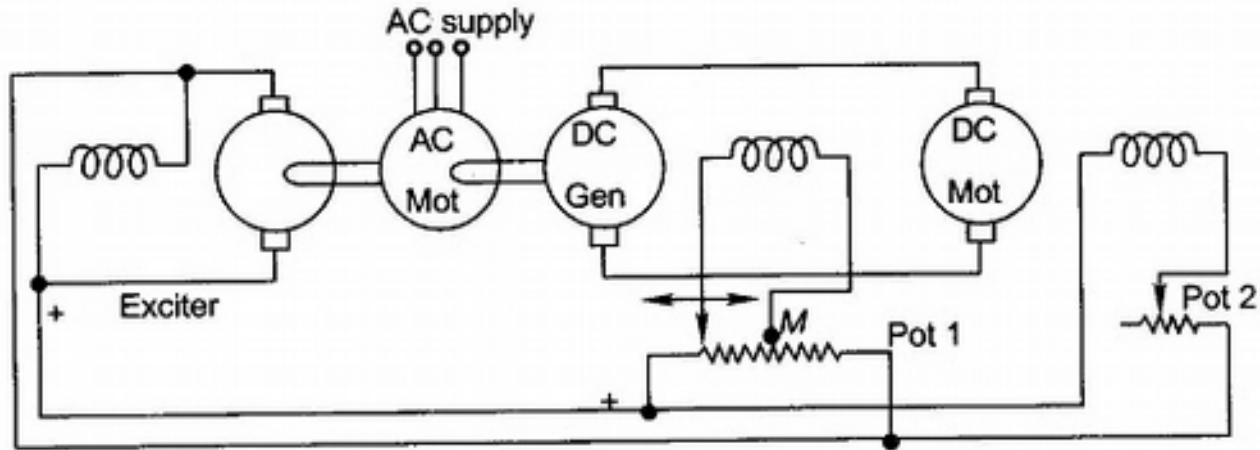 AC supply
AC
Mot
DC
Gen
DC
Mot
+
Exciter
M
Pot 1
Pot 2
+